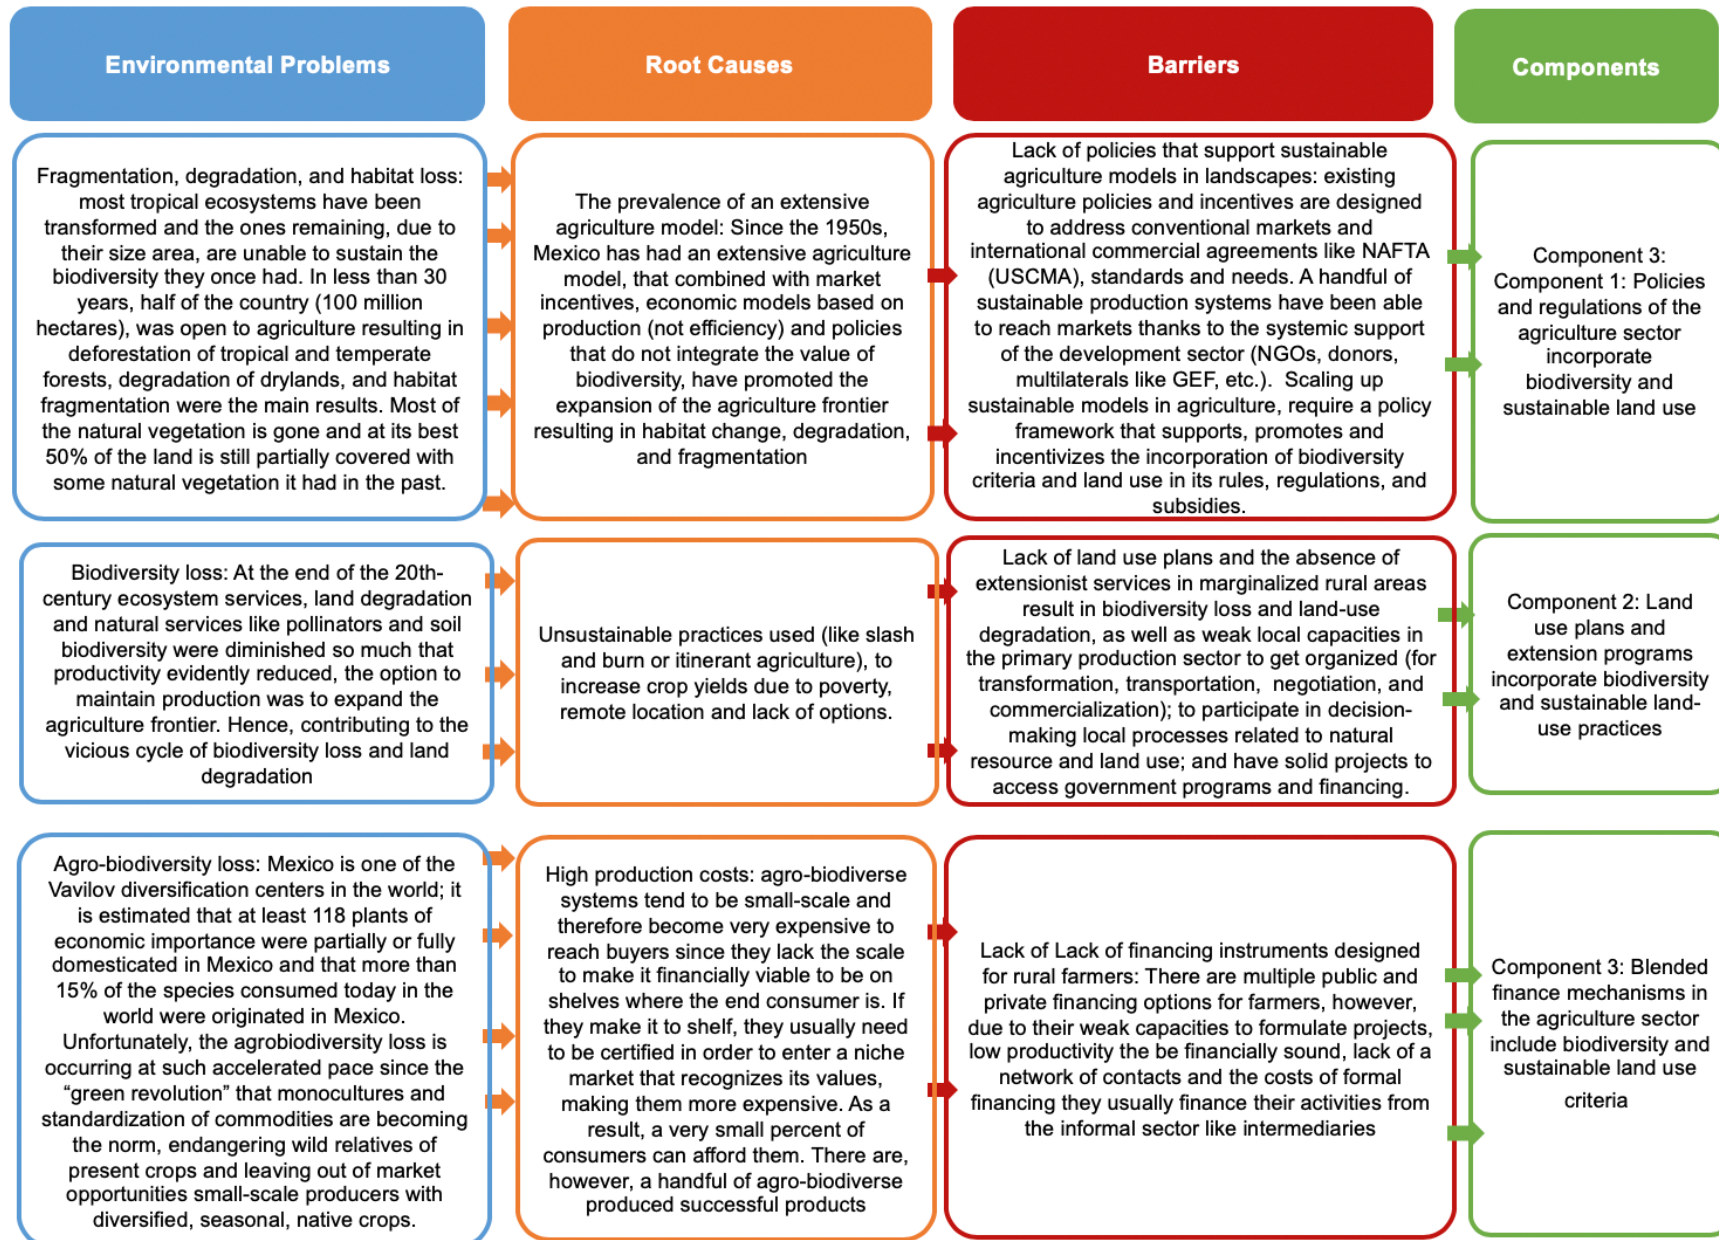 Environmental Problems
Root Causes
Barriers
Components
Fragmentation, degradation, and habitat loss:
most tropical ecosystems have been
transformed and the ones remaining, due to
their size area, are unable to sustain the
biodiversity they once had. In less than 30
years, half of the country (100 million
hectares), was open to agriculture resulting in
deforestation of tropical and temperate
forests, degradation of drylands, and habitat
fragmentation were the main results. Most of
the natural vegetation is gone and at its best
50% of the land is still partially covered with
some natural vegetation it had in the past.
The prevalence of an extensive
agriculture model: Since the 1950s,
Mexico has had an extensive agriculture
model, that combined with market
incentives, economic models based on
production (not efficiency) and policies
that do not integrate the value of
biodiversity, have promoted the
expansion of the agriculture frontier
resulting in habitat change, degradation,
and fragmentation
Lack of policies that support sustainable
agriculture models in landscapes: existing
agriculture policies and incentives are designed
to address conventional markets and
international commercial agreements like NAFTA
(USCMA), standards and needs. A handful of
sustainable production systems have been able
to reach markets thanks to the systemic support
of the development sector (NGOs, donors,
multilaterals like GEF, etc.).  Scaling up
sustainable models in agriculture, require a policy
framework that supports, promotes and
incentivizes the incorporation of biodiversity
criteria and land use in its rules, regulations, and
subsidies.
Component 3:
Component 1: Policies
and regulations of the
agriculture sector
incorporate
biodiversity and
sustainable land use
Biodiversity loss: At the end of the 20th-
century ecosystem services, land degradation
and natural services like pollinators and soil
biodiversity were diminished so much that
productivity evidently reduced, the option to
maintain production was to expand the
agriculture frontier. Hence, contributing to the
vicious cycle of biodiversity loss and land
degradation
Unsustainable practices used (like slash
and burn or itinerant agriculture), to
increase crop yields due to poverty,
remote location and lack of options.
Lack of land use plans and the absence of
extensionist services in marginalized rural areas
result in biodiversity loss and land-use
degradation, as well as weak local capacities in
the primary production sector to get organized (for
transformation, transportation,  negotiation, and
commercialization); to participate in decision-
making local processes related to natural
resource and land use; and have solid projects to
access government programs and financing.
Component 2: Land
use plans and
extension programs
incorporate biodiversity
and sustainable land-
use practices
Agro-biodiversity loss: Mexico is one of the
Vavilov diversification centers in the world; it
is estimated that at least 118 plants of
economic importance were partially or fully
domesticated in Mexico and that more than
15% of the species consumed today in the
world were originated in Mexico.
Unfortunately, the agrobiodiversity loss is
occurring at such accelerated pace since the
“green revolution” that monocultures and
standardization of commodities are becoming
the norm, endangering wild relatives of
present crops and leaving out of market
opportunities small-scale producers with
diversified, seasonal, native crops.
High production costs: agro-biodiverse
systems tend to be small-scale and
therefore become very expensive to
reach buyers since they lack the scale
to make it financially viable to be on
shelves where the end consumer is. If
they make it to shelf, they usually need
to be certified in order to enter a niche
market that recognizes its values,
making them more expensive. As a
result, a very small percent of
consumers can afford them. There are,
however, a handful of agro-biodiverse
produced successful products
Lack of Lack of financing instruments designed
for rural farmers: There are multiple public and
private financing options for farmers, however,
due to their weak capacities to formulate projects,
low productivity the be financially sound, lack of a
network of contacts and the costs of formal
financing they usually finance their activities from
the informal sector like intermediaries
Component 3: Blended
finance mechanisms in
the agriculture sector
include biodiversity and
sustainable land use
criteria